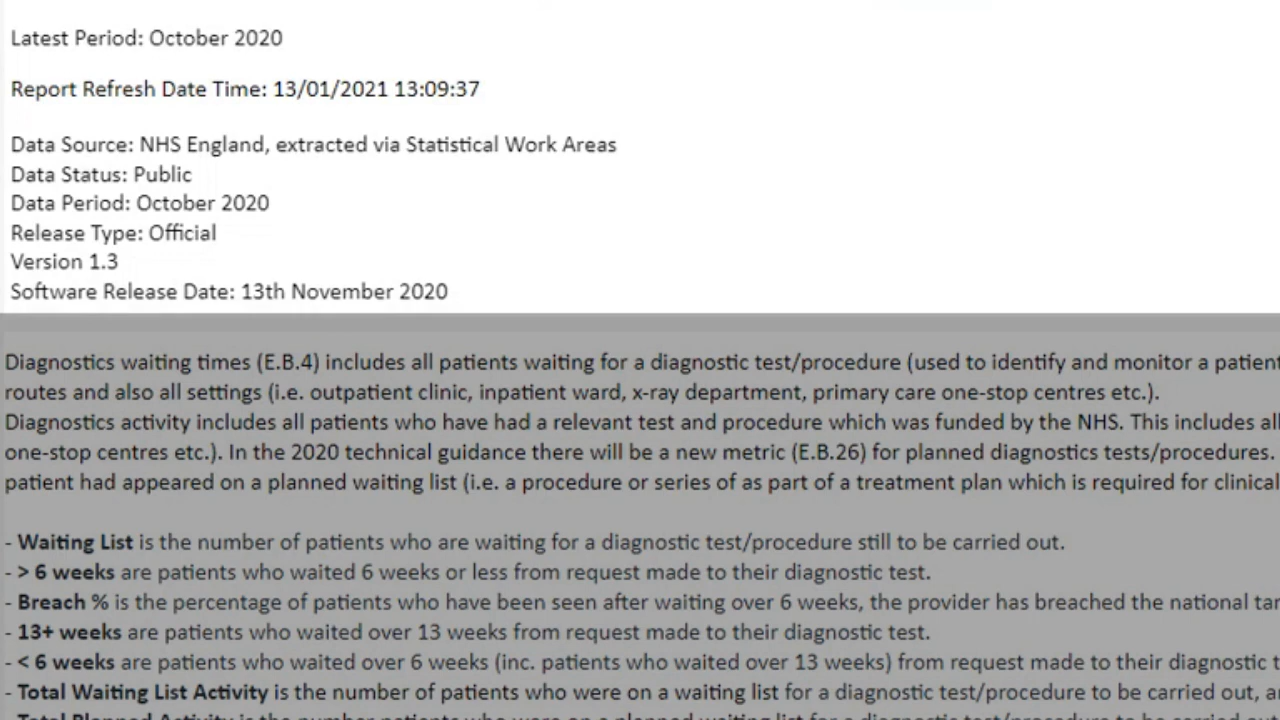 Latest Period: October 2020
Report Refresh Date Time: 13/01/2021 13:09:37
Data Source: NHS England, extracted via Statistical Work Areas
Data Status: Public
Data Period: October 2020
Release Type: Official
Version 1.3
Software Release Date: 13th November 2020
Diagnostics waiting times (E.B.4) includes all patients waiting for a diagnostic test/procedure (used to identify and monitor a patient
routes and also all settings (i.e. outpatient clinic, inpatient ward, x-ray department, primary care one-stop centres etc.).
Diagnostics activity includes all patients who have had a relevant test and procedure which was funded by the NHS. This includes all
one-stop centres etc.). In the 2020 technical guidance there will be a new metric (E.B.26) for planned diagnostics tests/procedures.
patient had appeared on a planned waiting list (i.e. a procedure or series of as part of a treatment plan which is required for clinical
- Waiting List is the number of patients who are waiting for a diagnostic test/procedure still to be carried out.
- > 6 weeks are patients who waited 6 weeks or less from request made to their diagnostic test.
- Breach % is the percentage of patients who have been seen after waiting over 6 weeks, the provider has breached the national tar
- 13+ weeks are patients who waited over 13 weeks from request made to their diagnostic test.
- < 6 weeks are patients who waited over 6 weeks (inc. patients who waited over 13 weeks) from request made to their diagnostic t
- Total Waiting List Activity is the number of patients who were on a waiting list for a diagnostic test/procedure to be carried out, a